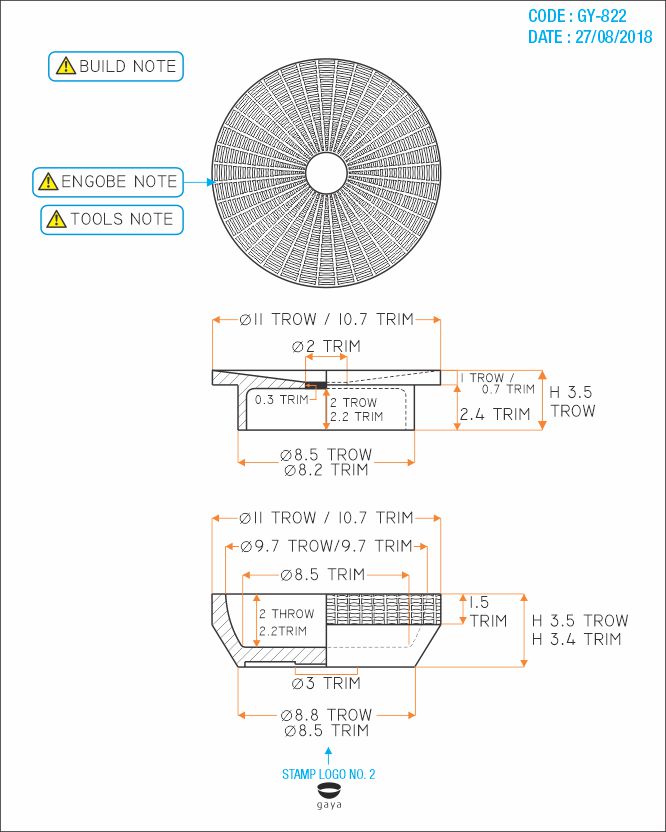 CODE : GY-822
DATE : 27/08/2018
BUILD NOTE
ENGOBE NOTE
TOOLS NOTE
Ø11 TROW / 10.7 TRIM
Ø2 TRIM
1 TROW /
0.7 TRIM
0.3 TRIM
2 TROW
2.2 TRIM
2.4 TRIM
H 3.5
TROW
Ø8.5 TROW
Ø8.2 TRIM
Ø11 TROW / 10.7 TRIM
Ø9.7 TROW/9.7 TRIM
Ø8.5 TRIM
2 THROW
2.2TRIM
1.5
TRIM
H 3.5 TROW
H 3.4 TRIM
Ø3 TRIM
Ø8.8 TROW
Ø8.5 TRIM
STAMP LOGO NO. 2
gaya